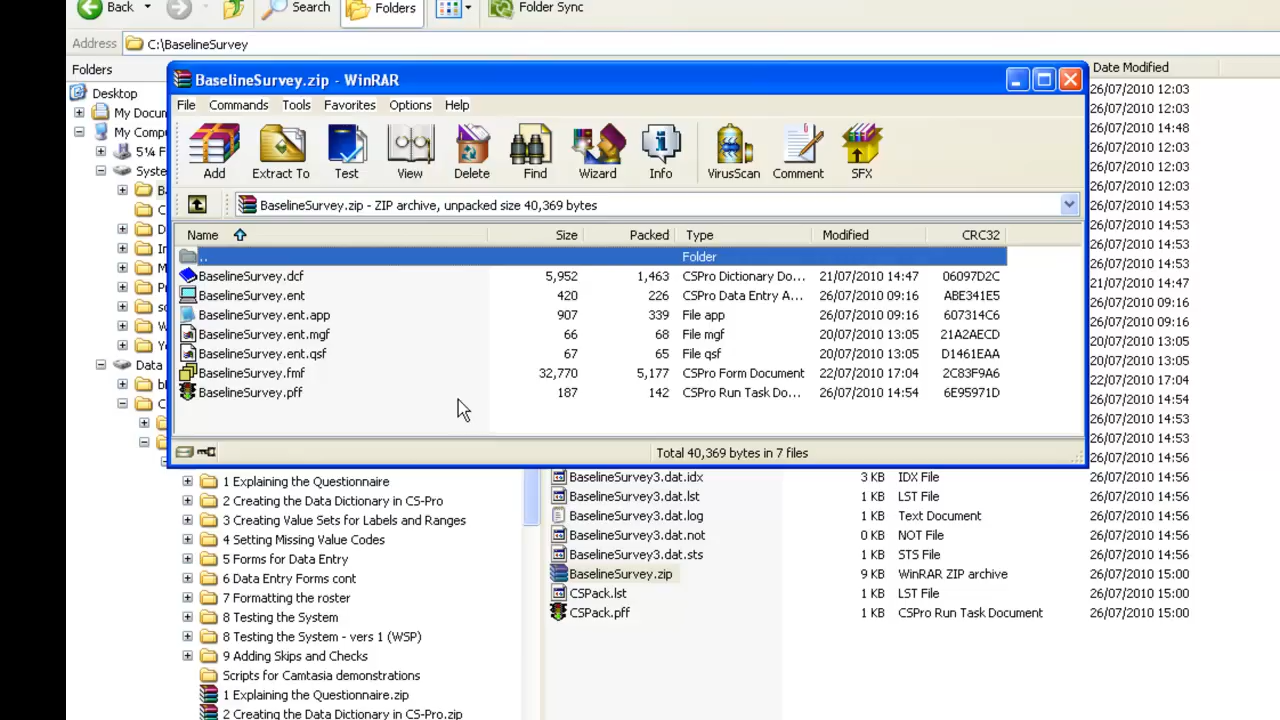 Back Search Folders Folder Sync
Address C:\BaselineSurvey
Folders
Date Modified
BaselineSurvey.zip - WinRAR
File Commands Tools Favorites Options Help
Add Extract To Test View Delete Find Wizard Info VirusScan Comment SFX
BaselineSurvey.zip - ZIP archive, unpacked size 40,369 bytes
Name Size Packed Type Modified CRC32
.. Folder
BaselineSurvey.dcf 5,952 1,463 CSPro Dictionary Do... 21/07/2010 14:47 06097D2C
BaselineSurvey.ent 420 226 CSPro Data Entry A... 26/07/2010 09:16 ABE341E5
BaselineSurvey.ent.app 907 339 File app 26/07/2010 09:16 607314C6
BaselineSurvey.ent.mgf 66 68 File mgf 20/07/2010 13:05 21A2AECD
BaselineSurvey.ent.qsf 67 65 File qsf 20/07/2010 13:05 D1461EAA
BaselineSurvey.fmf 32,770 5,177 CSPro Form Document 22/07/2010 17:04 2C83F9A6
BaselineSurvey.pff 187 142 CSPro Run Task Do... 26/07/2010 14:54 6E95971D
Total 40,369 bytes in 7 files
Desktop
My Docum
My Comp
5¼ F
Syste
Data
26/07/2010 12:03
26/07/2010 12:03
26/07/2010 14:48
26/07/2010 12:03
26/07/2010 12:03
26/07/2010 12:03
26/07/2010 14:53
26/07/2010 14:53
26/07/2010 14:53
26/07/2010 14:53
21/07/2010 14:47
26/07/2010 09:16
26/07/2010 09:16
20/07/2010 13:05
20/07/2010 13:05
22/07/2010 17:04
26/07/2010 14:54
26/07/2010 14:53
26/07/2010 14:53
1 Explaining the Questionnaire
2 Creating the Data Dictionary in CS-Pro
3 Creating Value Sets for Labels and Ranges
4 Setting Missing Value Codes
5 Forms for Data Entry
6 Data Entry Forms cont
7 Formatting the roster
8 Testing the System
8 Testing the System - vers 1 (WSP)
9 Adding Skips and Checks
Scripts for Camtasia demonstrations
1 Explaining the Questionnaire.zip
2 Creating the Data Dictionary in CS-Pro.zip
BaselineSurvey3.dat.idx 3 KB IDX File 26/07/2010 14:56
BaselineSurvey3.dat.lst 1 KB LST File 26/07/2010 14:56
BaselineSurvey3.dat.log 1 KB Text Document 26/07/2010 14:56
BaselineSurvey3.dat.not 0 KB NOT File 26/07/2010 14:56
BaselineSurvey3.dat.sts 1 KB STS File 26/07/2010 14:56
BaselineSurvey.zip 9 KB WinRAR ZIP archive 26/07/2010 15:00
CSPack.lst 1 KB LST File 26/07/2010 15:00
CSPack.pff 1 KB CSPro Run Task Document 26/07/2010 15:00